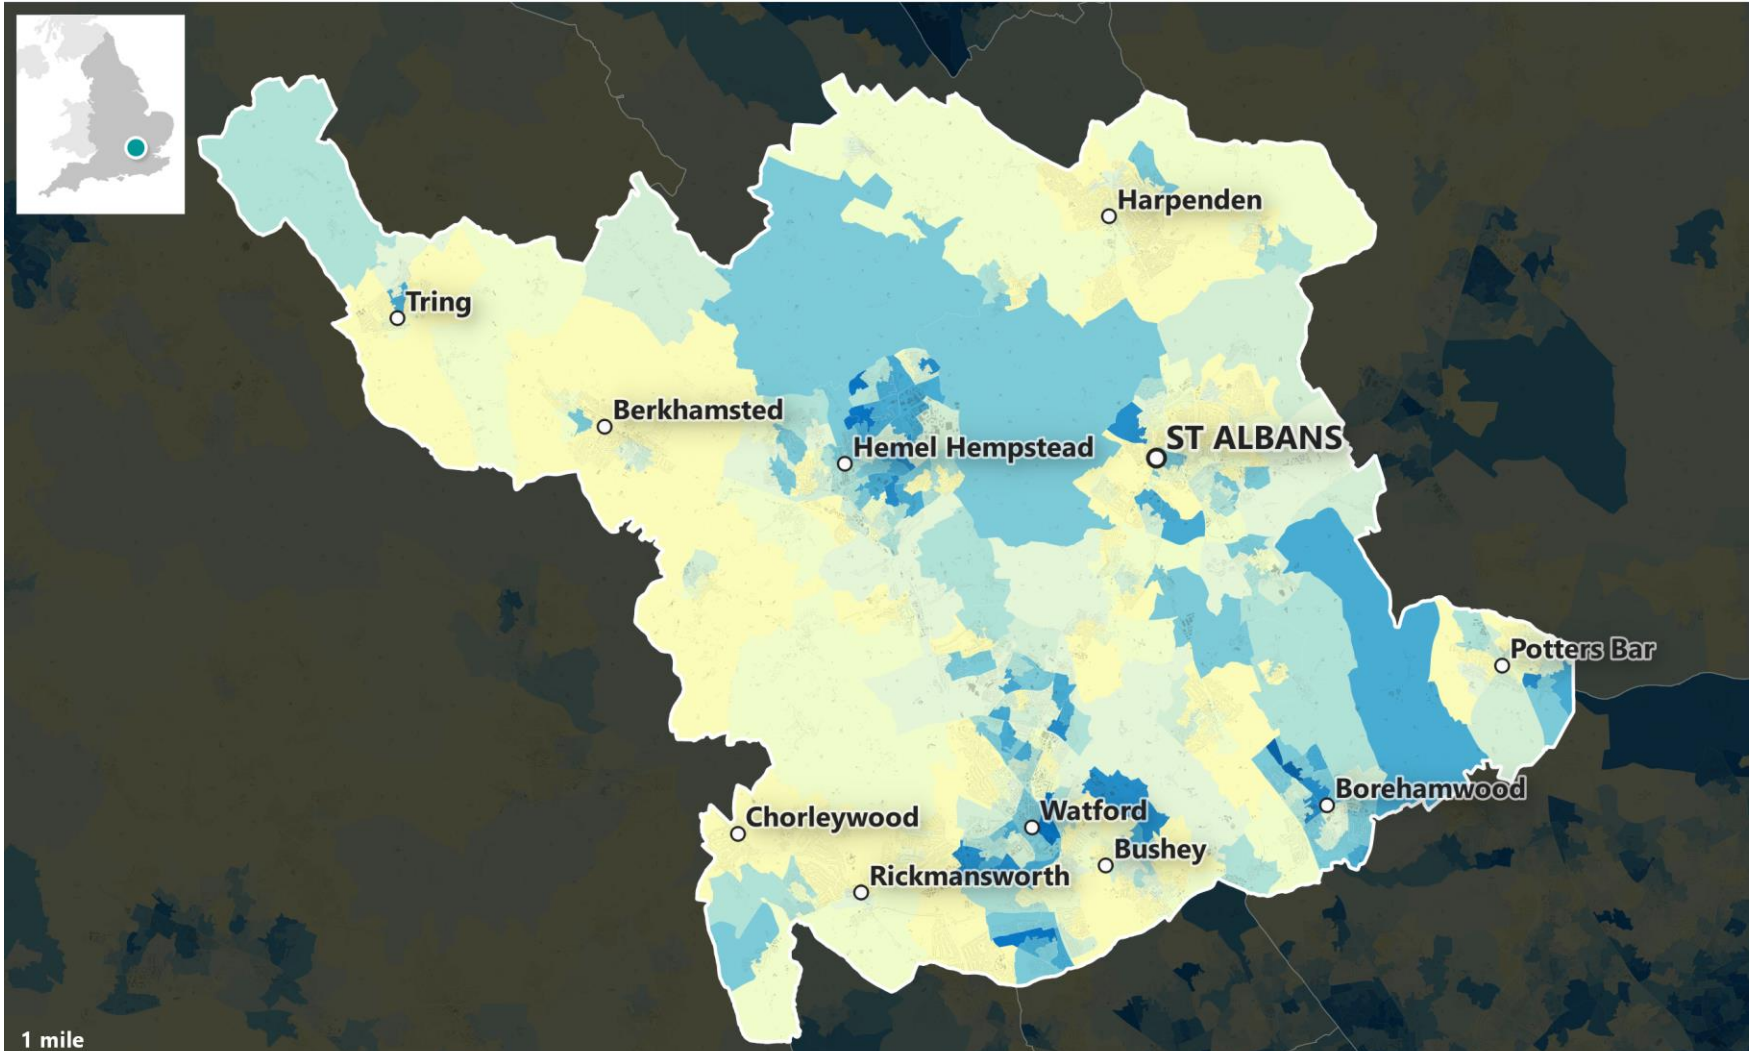 Harpenden
Tring
Berkhamsted
Hemel Hempstead
ST ALBANS
Potters Bar
Borehamwood
Chorleywood
Watford
Bushey
Rickmansworth
1 mile